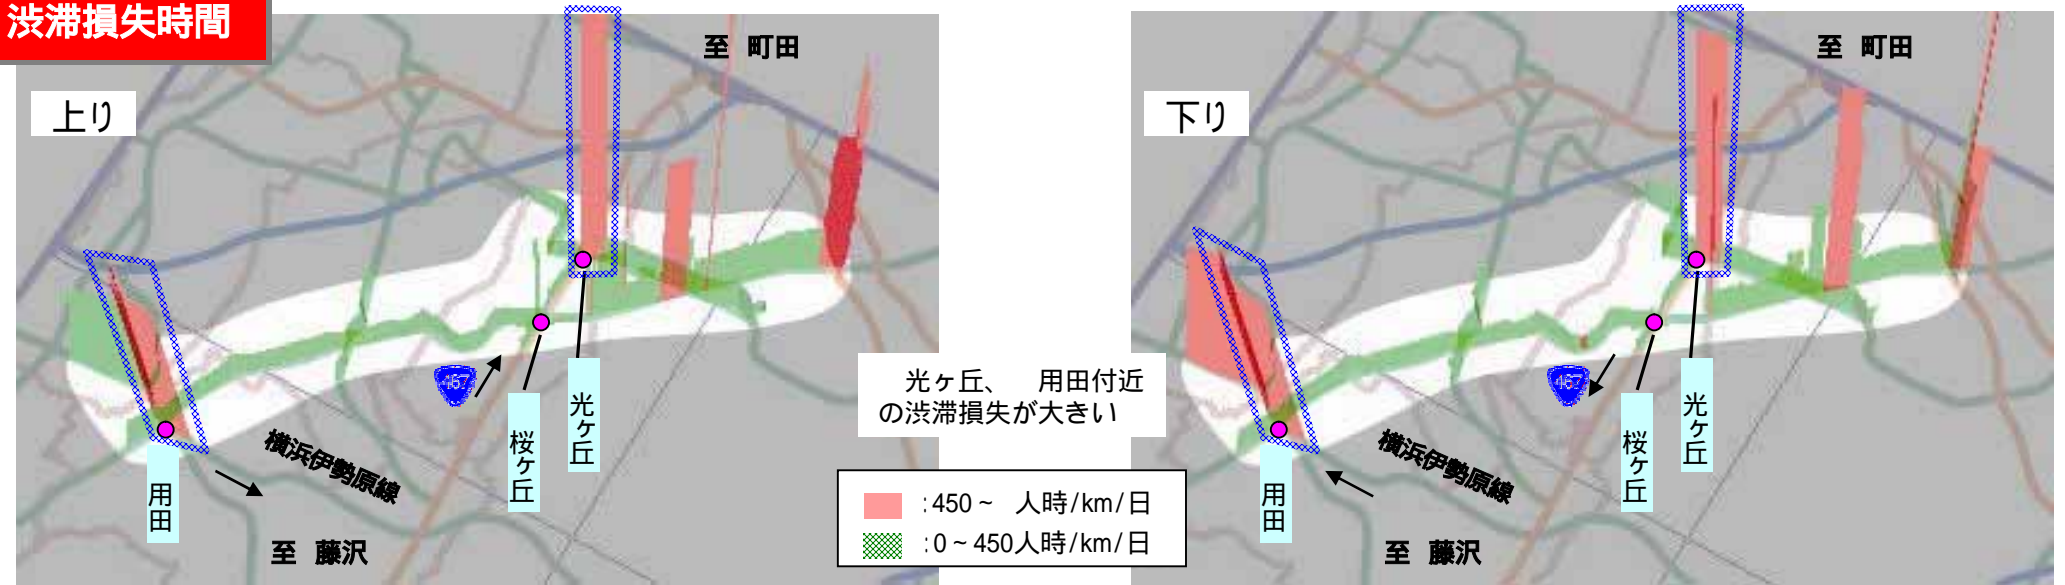 渋滞損失時間
上り
至 町田
467
光ヶ丘
桜ヶ丘
用田
横浜伊勢原線
至 藤沢
光ヶ丘、 用田付近
の渋滞損失が大きい
:450～ 人時/km/日
:0～450人時/km/日
下り
至 町田
467
光ヶ丘
桜ヶ丘
用田
横浜伊勢原線
至 藤沢